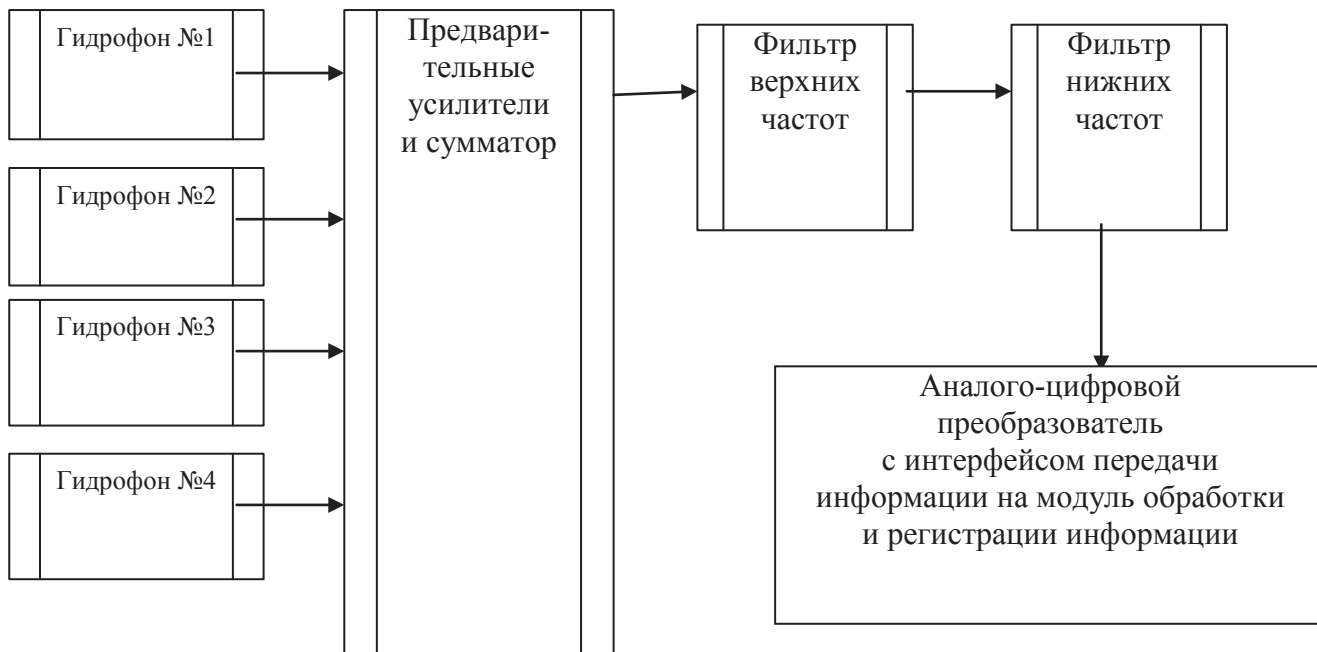 Гидрофон №1
Гидрофон №2
Гидрофон №3
Гидрофон №4
Предвари-
тельные
усилители
и сумматор
Фильтр
верхних
частот
Фильтр
нижних
частот
Аналого-цифровой
преобразователь
с интерфейсом передачи
информации на модуль обработки
и регистрации информации